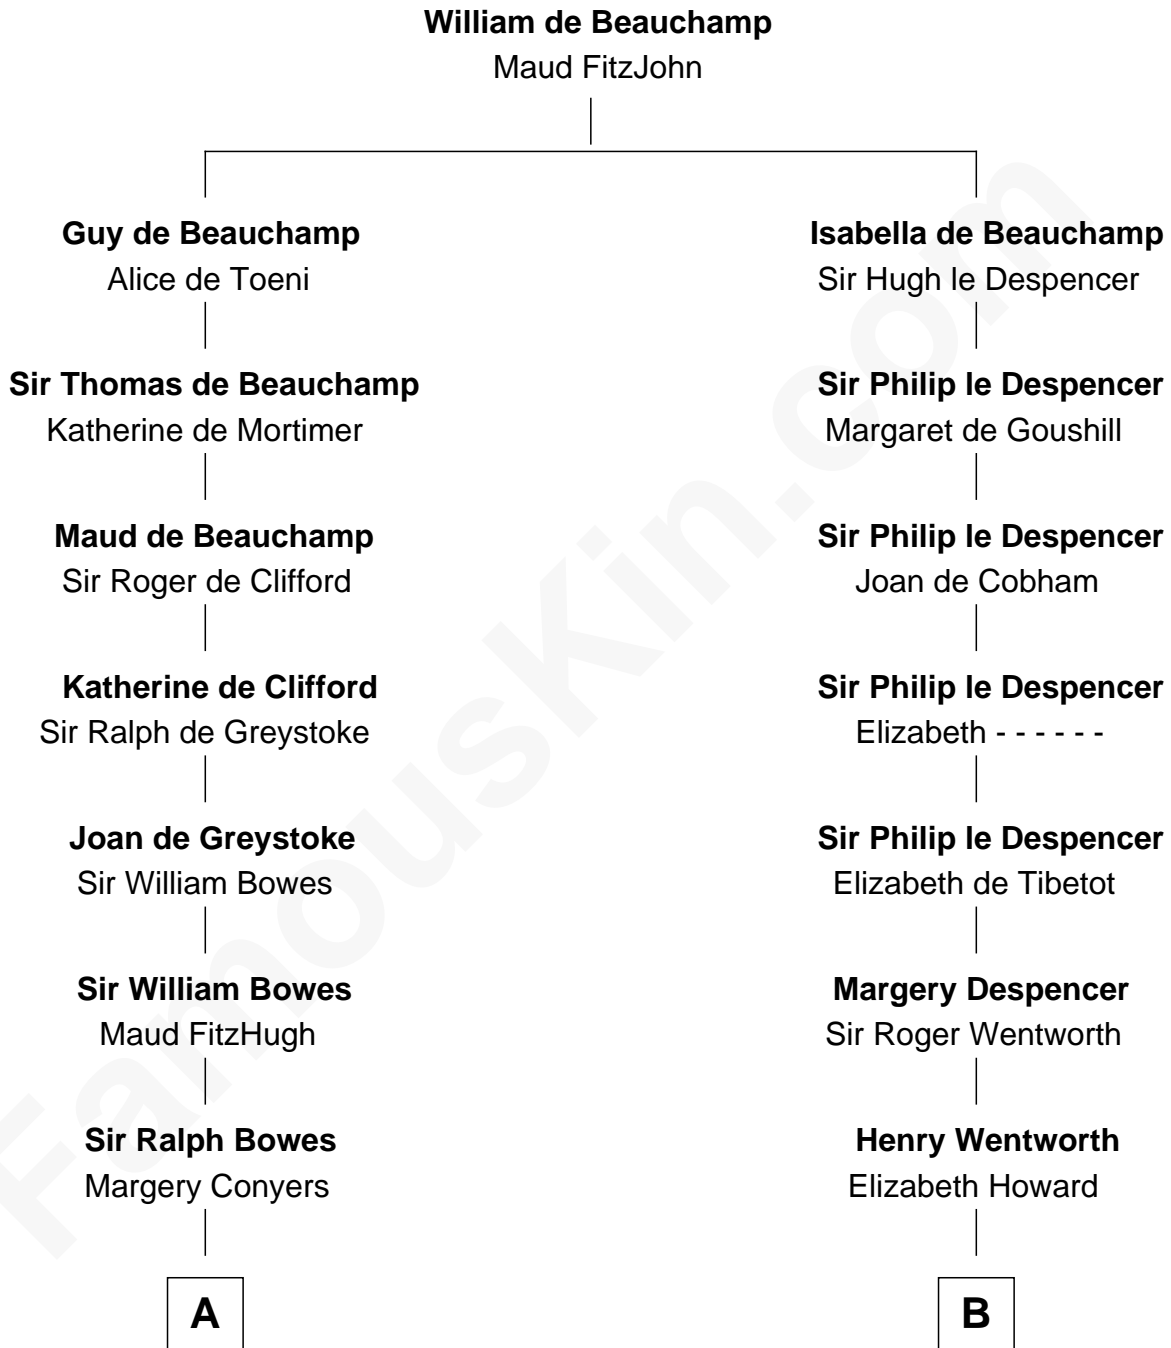 William de Beauchamp
Maud FitzJohn
Guy de Beauchamp
Alice de Toeni
Isabella de Beauchamp
Sir Hugh le Despencer
Sir Thomas de Beauchamp
Katherine de Mortimer
Sir Philip le Despencer
Margaret de Goushill
Maud de Beauchamp
Sir Roger de Clifford
Sir Philip le Despencer
Joan de Cobham
Katherine de Clifford
Sir Ralph de Greystoke
Sir Philip le Despencer
Elizabeth - - - - - -
Joan de Greystoke
Sir William Bowes
Sir Philip le Despencer
Elizabeth de Tibetot
Sir William Bowes
Maud FitzHugh
Margery Despencer
Sir Roger Wentworth
Sir Ralph Bowes
Margery Conyers
Henry Wentworth
Elizabeth Howard
A
B
FamousKin.com